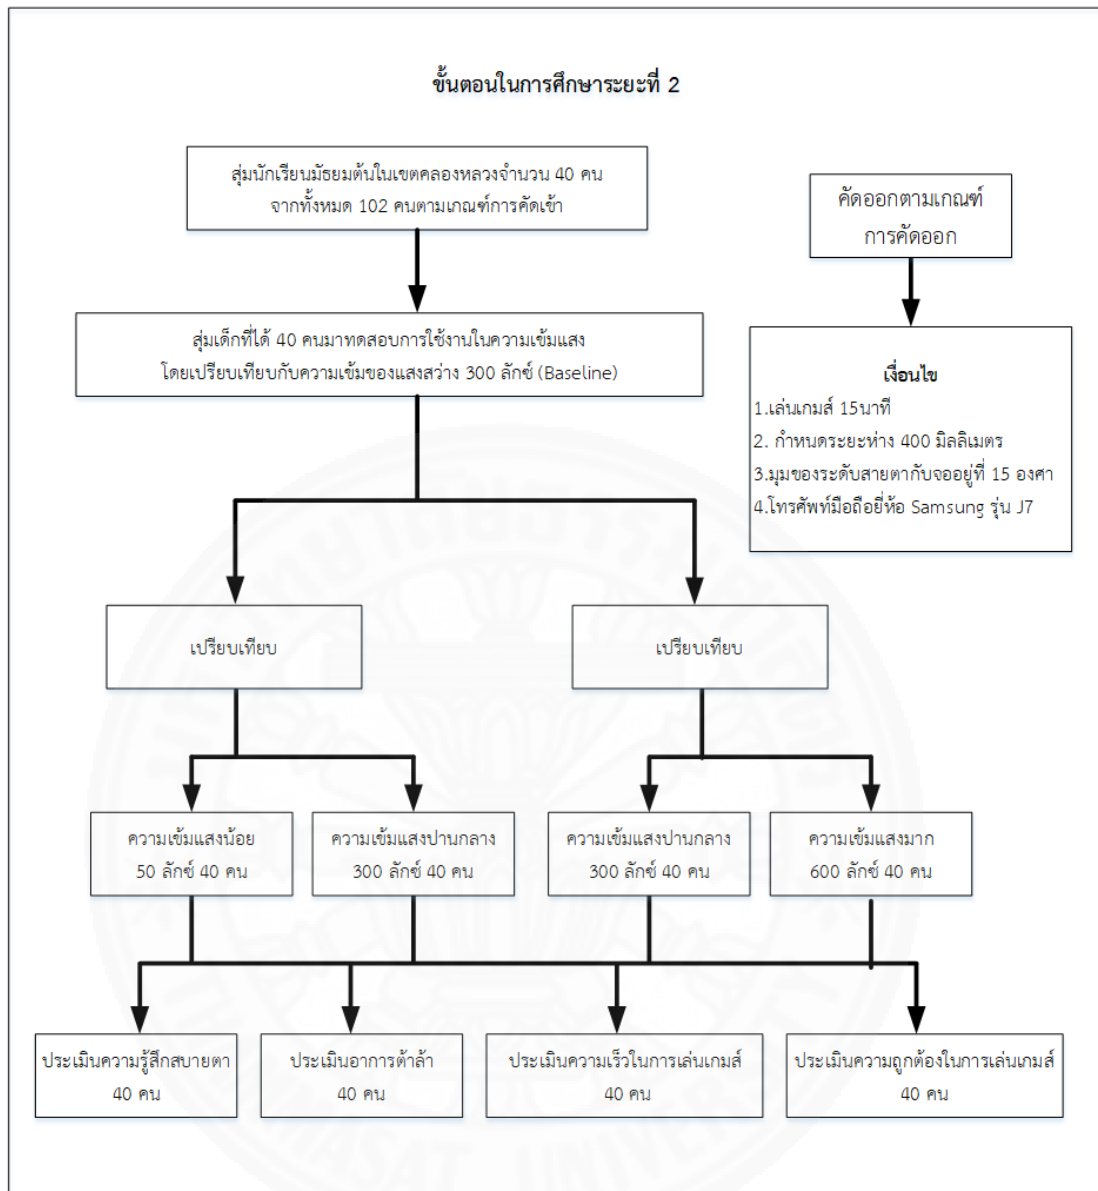 ขั้นตอนในการศึกษาระยะที่ 2
สุ่มนักเรียนมัธยมต้นในเขตคลองหลวงจำนวน 40 คน
จากทั้งหมด 102 คนตามเกณฑ์การคัดเข้า
คัดออกตามเกณฑ์
การคัดออก
สุ่มเด็กที่ได้ 40 คนมาทดสอบการใช้งานในความเข้มแสง
โดยเปรียบเทียบกับความเข้มของแสงสว่าง 300 ลักซ์ (Baseline)
เงื่อนไข
1.เล่นเกมส์ 15นาที
2. กำหนดระยะห่าง 400 มิลลิเมตร
3.มุมของระดับสายตากับจออยู่ที่ 15 องศา
4.โทรศัพท์มือถือยี่ห้อ Samsung รุ่น J7
เปรียบเทียบ
เปรียบเทียบ
ความเข้มแสงน้อย
50 ลักซ์ 40 คน
ความเข้มแสงปานกลาง
300 ลักซ์ 40 คน
ความเข้มแสงปานกลาง
300 ลักซ์ 40 คน
ความเข้มแสงมาก
600 ลักซ์ 40 คน
ประเมินความรู้สึกสบายตา
40 คน
ประเมินอาการต้าล้า
40 คน
ประเมินความเร็วในการเล่นเกมส์
40 คน
ประเมินความถูกต้องในการเล่นเกมส์
40 คน